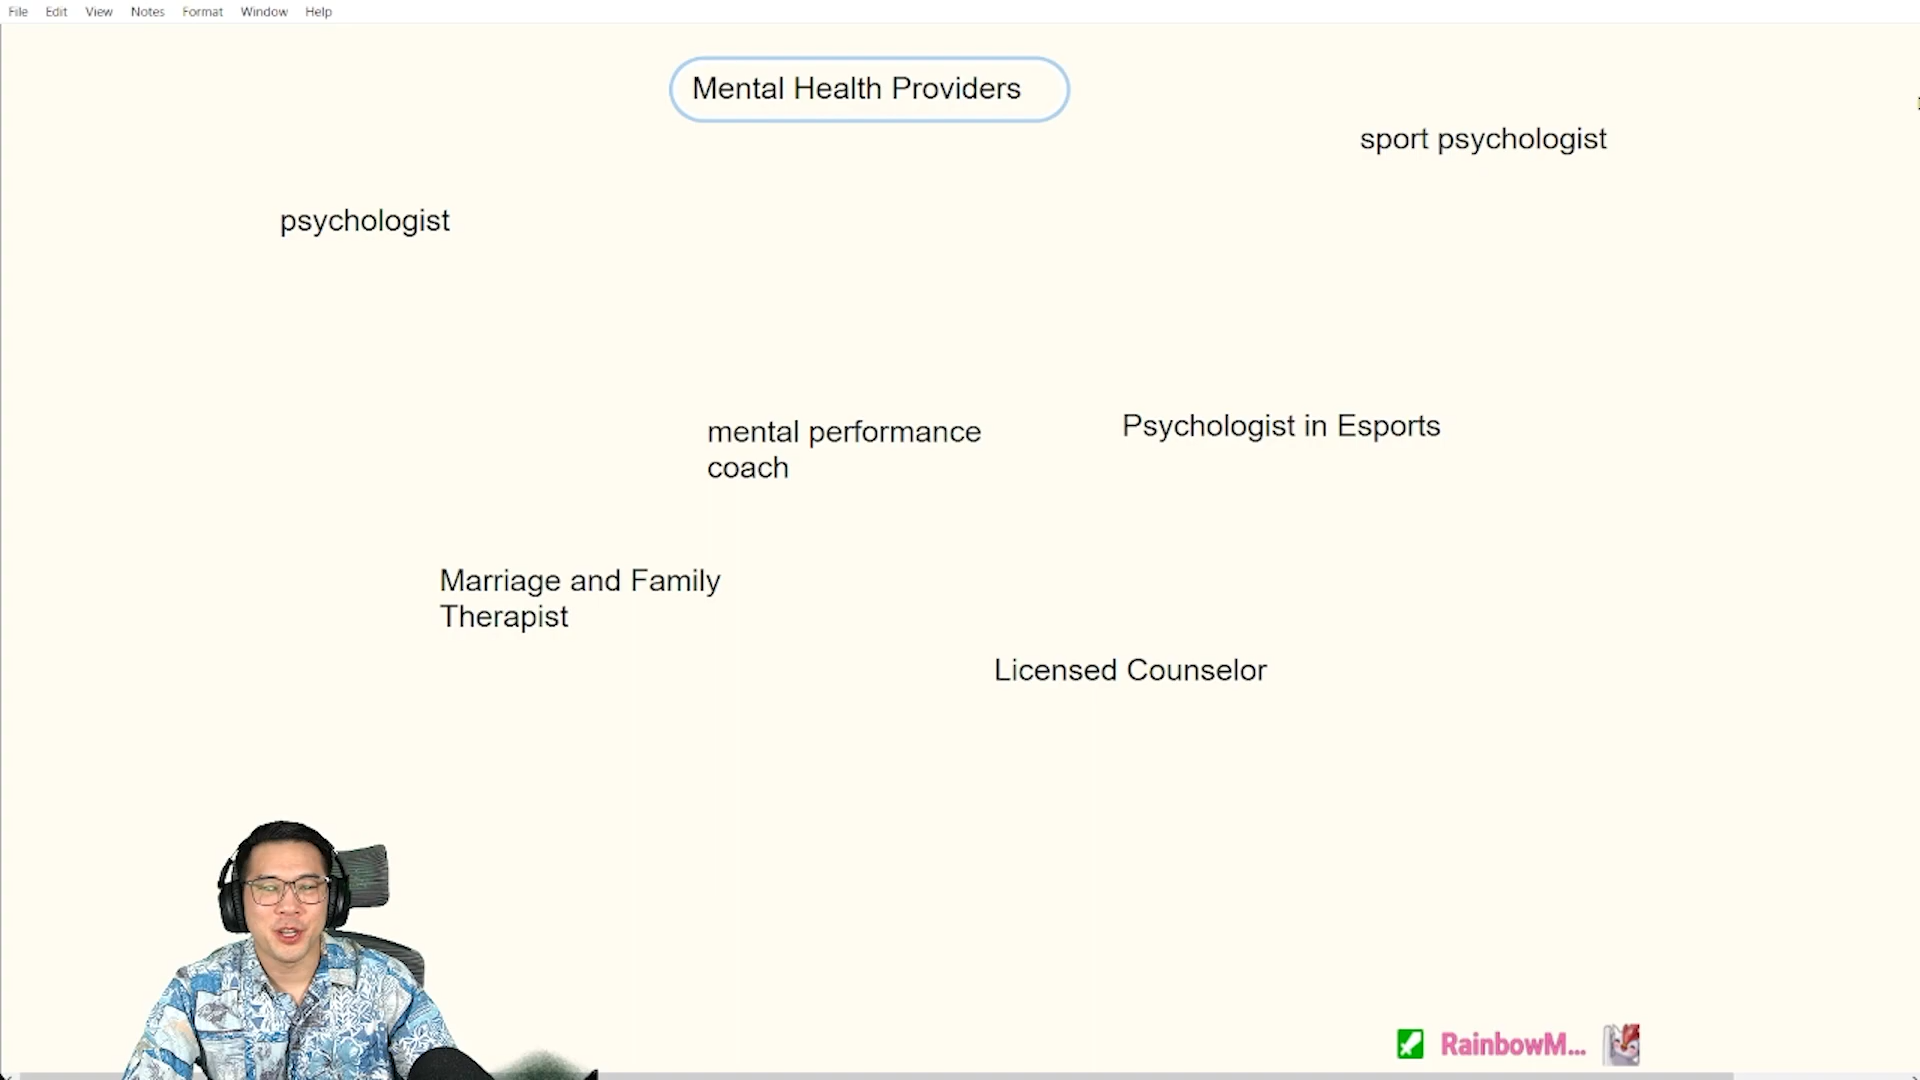 File Edit View Notes Format Window Help
Mental Health Providers
sport psychologist
psychologist
mental performance
coach
Psychologist in Esports
Marriage and Family
Therapist
Licensed Counselor
RainbowM...